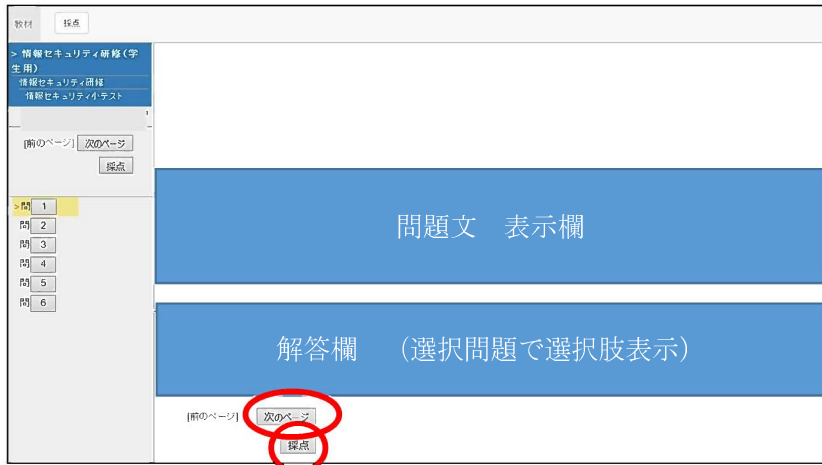 教材 採点
> 情報セキュリティ研修(学
生用)
情報セキュリティ研修
情報セキュリティ小テスト
[前のページ] 次のページ
採点
>問 1
問 2
問 3
問 4
問 5
問 6
問題文　表示欄
解答欄　(選択問題で選択肢表示)
[前のページ] 次のページ
採点